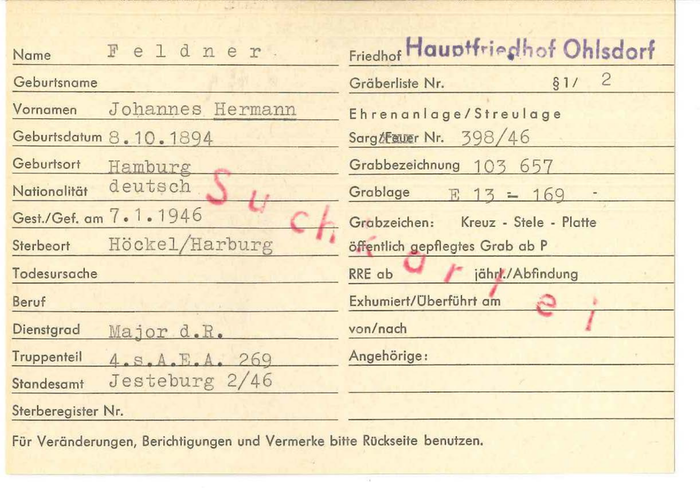 Name Feldner
Geburtsname
Vornamen Johannes Hermann
Geburtsdatum 8.10.1894
Geburtsort Hamburg
Nationalität deutsch
Gest./Gef. am 7.1.1946
Sterbeort Höckel/Harburg
Todesursache
Beruf
Dienstgrad Major d.R.
Truppenteil 4.s.A.E.A. 269
Standesamt Jesteburg 2/46
Sterberegister Nr.
Friedhof Hauptfriedhof Ohlsdorf
Gräberliste Nr. §1/ 2
Ehrenanlage/Streulage
Sarg/Feuer Nr. 398/46
Grabbezeichnung 103 657
Grablage E 13 - 169 -
Grabzeichen: Kreuz - Stele - Platte
öffentlich gepflegtes Grab ab P
RRE ab jährl./Abfindung
Exhumiert/Überführt am
von/nach
Angehörige:
Suchkartei
Für Veränderungen, Berichtigungen und Vermerke bitte Rückseite benutzen.